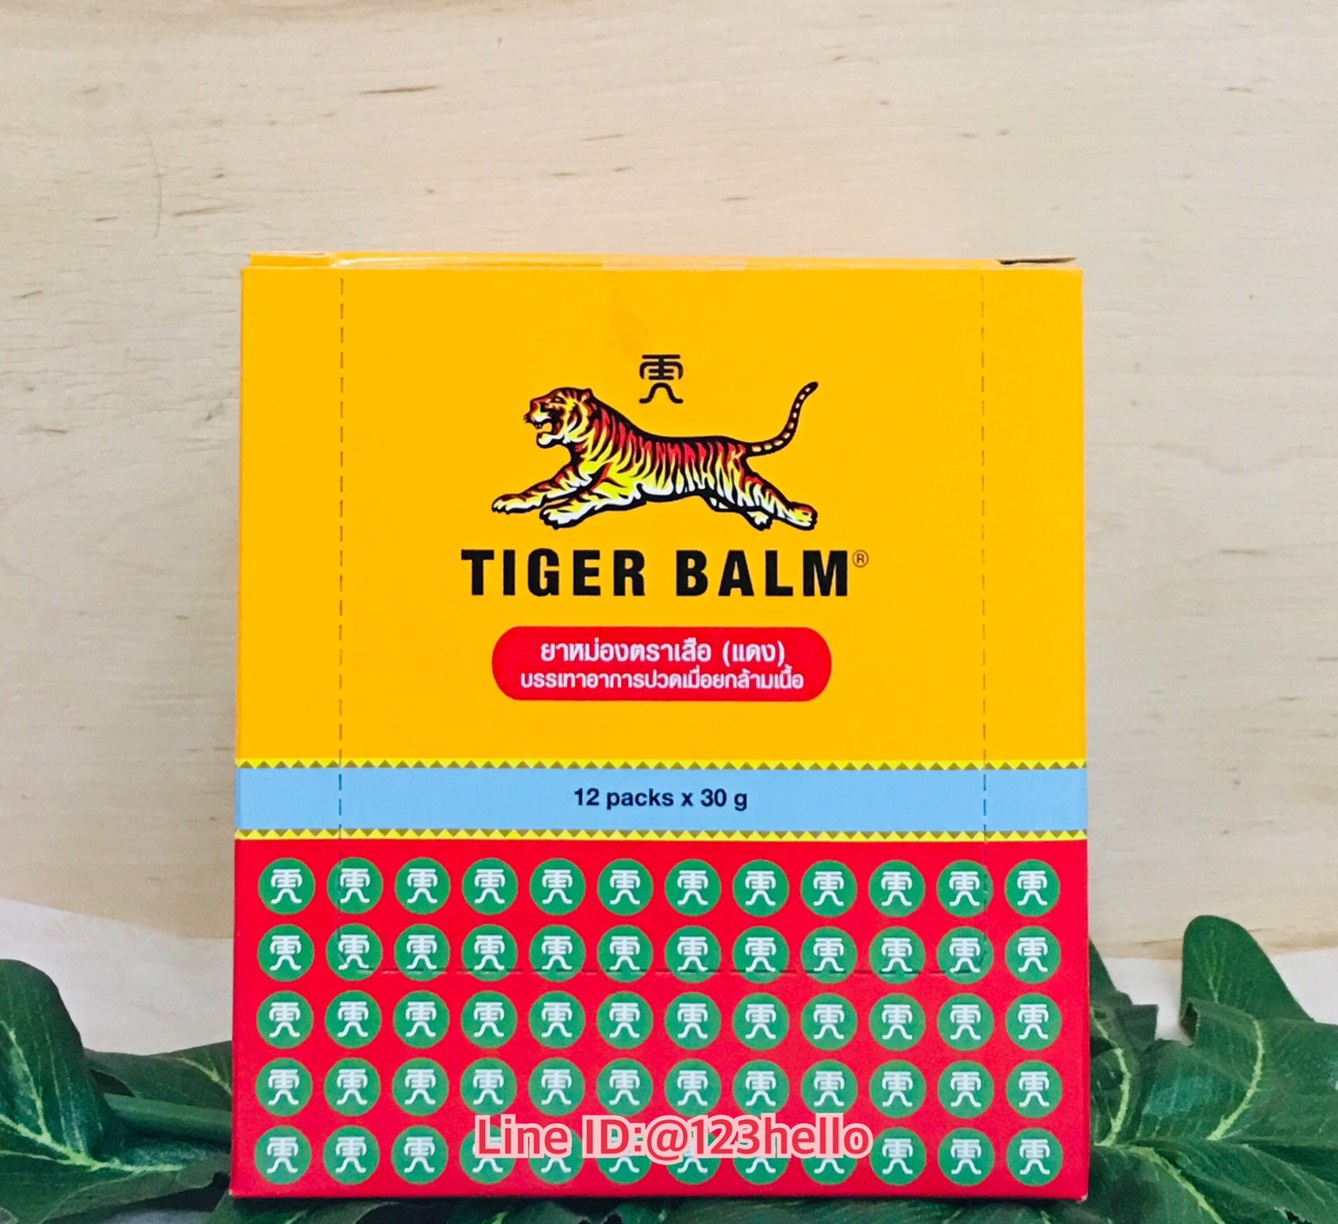 TIGER BALM®
ยาหม่องตราเสือ (แดง)
บรรเทาอาการปวดเมื่อยกล้ามเนื้อ
12 packs x 30 g
Line ID:@123hello